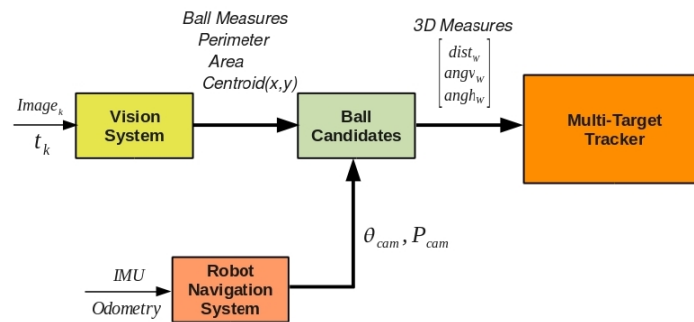 Ball Measures
Perimeter
Area
Centroid(x,y)
3D Measures
dist_w
angv_w
angh_w
Image_k
t_k
Vision
System
Ball
Candidates
Multi-Target
Tracker
θ_cam, P_cam
IMU
Odometry
Robot
Navigation
System